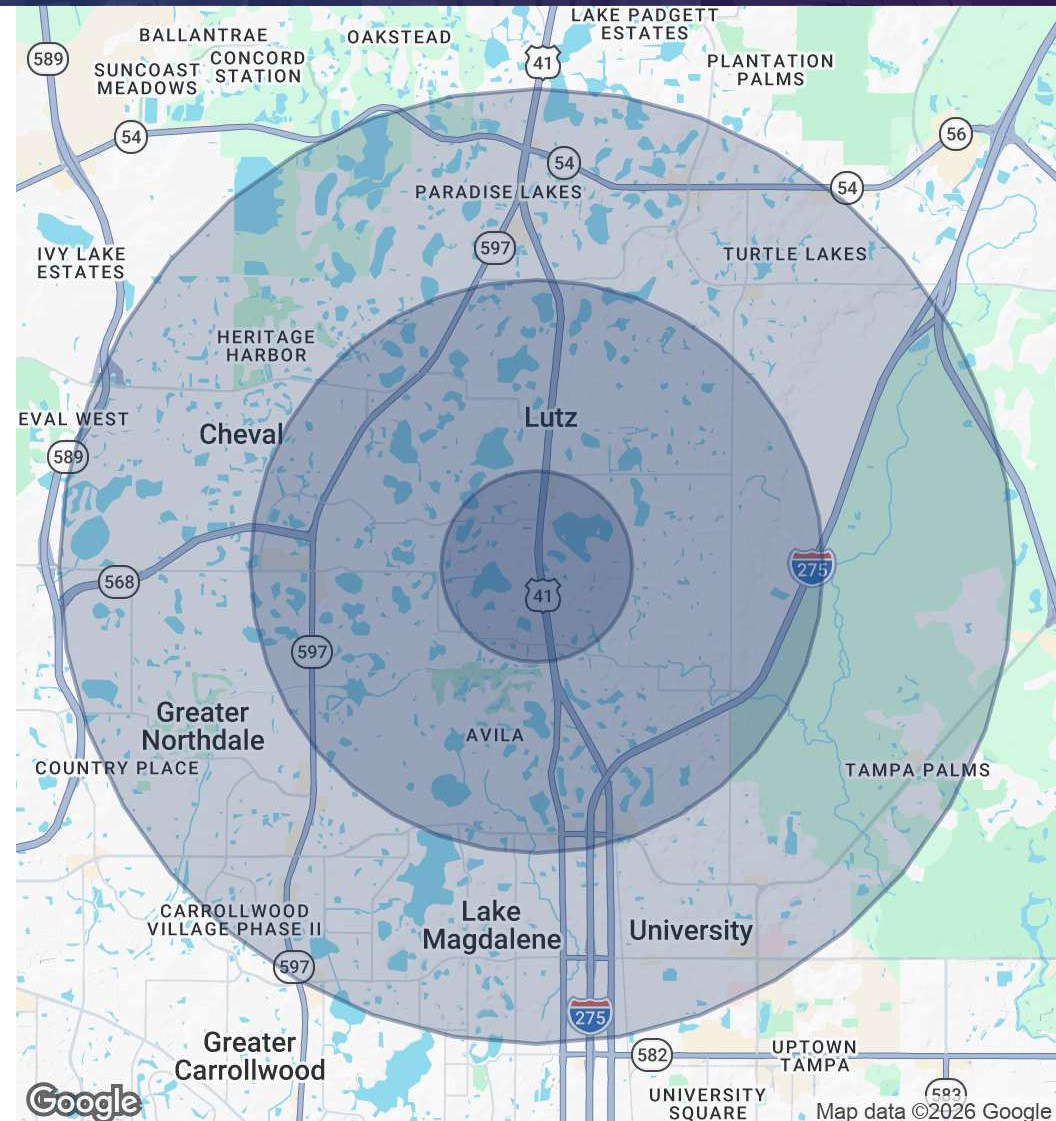 LAKE PADGETT
ESTATES
BALLANTRAE
OAKSTEAD
589
41
CONCORD
STATION
SUNCOAST
MEADOWS
PLANTATION
PALMS
54
56
54
54
PARADISE LAKES
597
IVY LAKE
ESTATES
TURTLE LAKES
HERITAGE
HARBOR
EVAL WEST
Cheval
Lutz
589
568
275
41
597
Greater
Northdale
AVILA
COUNTRY PLACE
TAMPA PALMS
CARROLLWOOD
VILLAGE PHASE II
Lake
Magdalene
University
597
275
Greater
Carrollwood
582
UPTOWN
TAMPA
UNIVERSITY
SQUARE
583
Google
Map data ©2026 Google